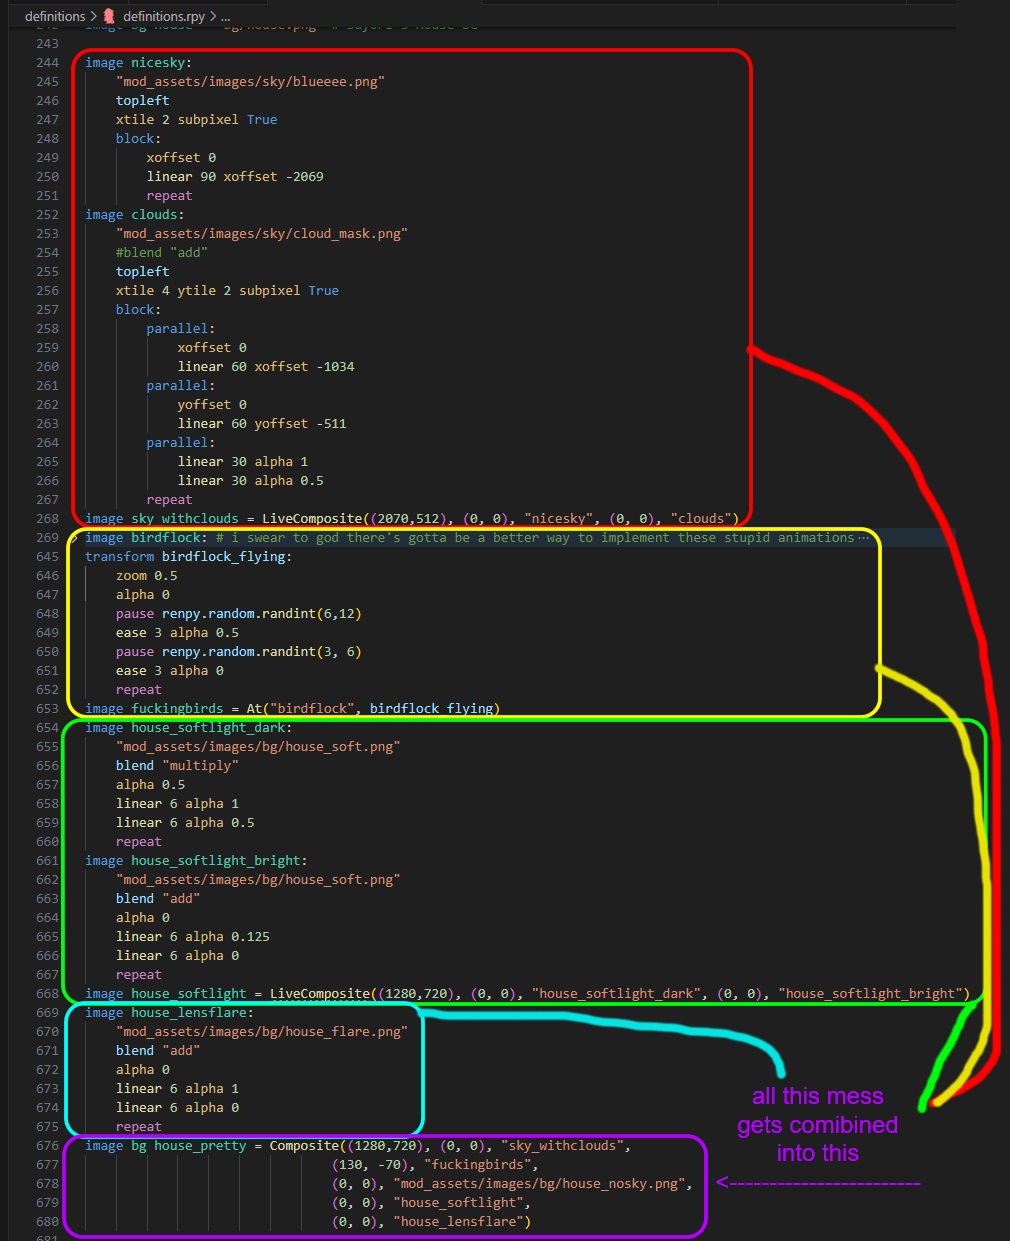 definitions > definitions.rpy > ...
243
244 image nicesky:
245 "mod_assets/images/sky/blueeee.png"
246 topleft
247 xtile 2 subpixel True
248 block:
249 xoffset 0
250 linear 90 xoffset -2069
251 repeat
252 image clouds:
253 "mod_assets/images/sky/cloud_mask.png"
254 #blend "add"
255 topleft
256 xtile 4 ytile 2 subpixel True
257 block:
258 parallel:
259 xoffset 0
260 linear 60 xoffset -1034
261 parallel:
262 yoffset 0
263 linear 60 yoffset -511
264 parallel:
265 linear 30 alpha 1
266 linear 30 alpha 0.5
267 repeat
268 image sky_withclouds = LiveComposite((2070,512), (0, 0), "nicesky", (0, 0), "clouds")
269 image birdflock: # i swear to god there's gotta be a better way to implement these stupid animations ...
645 transform birdflock_flying:
646 zoom 0.5
647 alpha 0
648 pause renpy.random.randint(6,12)
649 ease 3 alpha 0.5
650 pause renpy.random.randint(3, 6)
651 ease 3 alpha 0
652 repeat
653 image fuckingbirds = At("birdflock", birdflock_flying)
654 image house_softlight_dark:
655 "mod_assets/images/bg/house_soft.png"
656 blend "multiply"
657 alpha 0.5
658 linear 6 alpha 1
659 linear 6 alpha 0.5
660 repeat
661 image house_softlight_bright:
662 "mod_assets/images/bg/house_soft.png"
663 blend "add"
664 alpha 0
665 linear 6 alpha 0.125
666 linear 6 alpha 0
667 repeat
668 image house_softlight = LiveComposite((1280,720), (0, 0), "house_softlight_dark", (0, 0), "house_softlight_bright")
669 image house_lensflare:
670 "mod_assets/images/bg/house_flare.png"
671 blend "add"
672 alpha 0
673 linear 6 alpha 1
674 linear 6 alpha 0
675 repeat
676 image bg house_pretty = Composite((1280,720), (0, 0), "sky_withclouds",
677 (130, -70), "fuckingbirds",
678 (0, 0), "mod_assets/images/bg/house_nosky.png",
679 (0, 0), "house_softlight",
680 (0, 0), "house_lensflare")
all this mess
gets comibined
into this
<------------------------